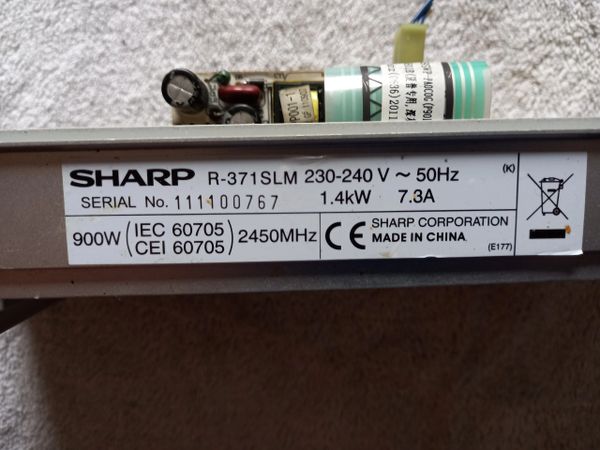 SHARP R-371SLM 230-240 V ~ 50Hz (K)
SERIAL No. 111100767 1.4kW 7.3A
900W (IEC 60705 CEI 60705) 2450MHz CE SHARP CORPORATION
MADE IN CHINA (E177)